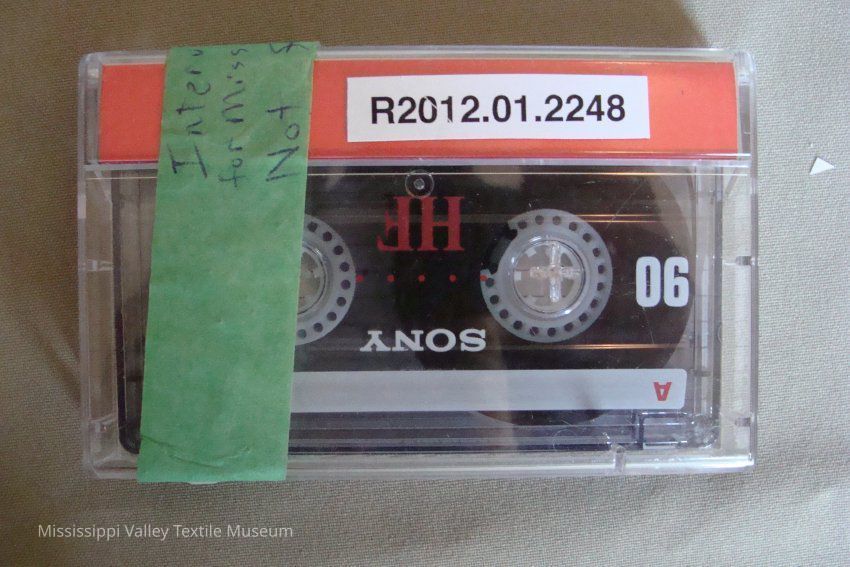 Interv
for miss
Not
R2012.01.2248
HF
90
SONY
A
Mississippi Valley Textile Museum